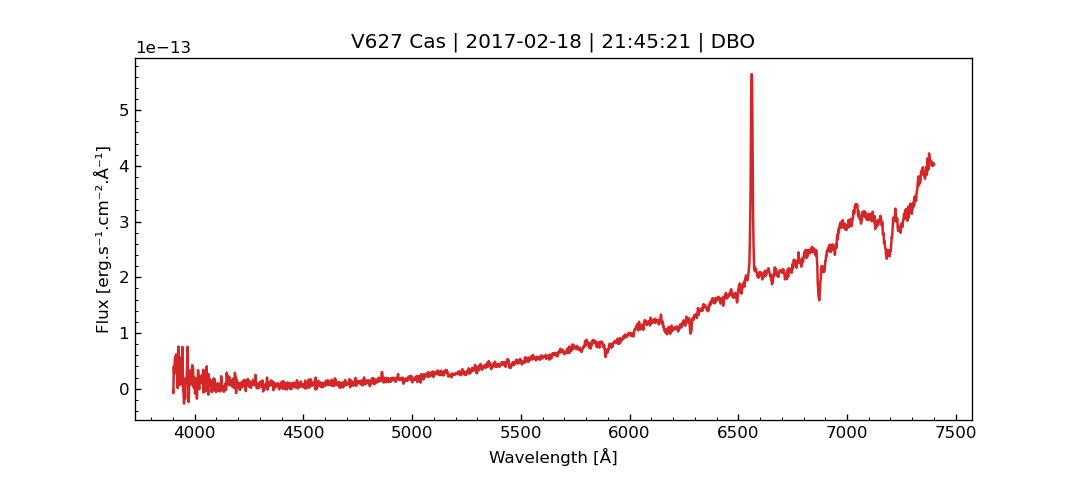 V627 Cas | 2017-02-18 | 21:45:21 | DBO
1e−13
5
4
3
2
1
0
Flux [erg.s⁻¹.cm⁻².Å⁻¹]
4000 4500 5000 5500 6000 6500 7000 7500
Wavelength [Å]